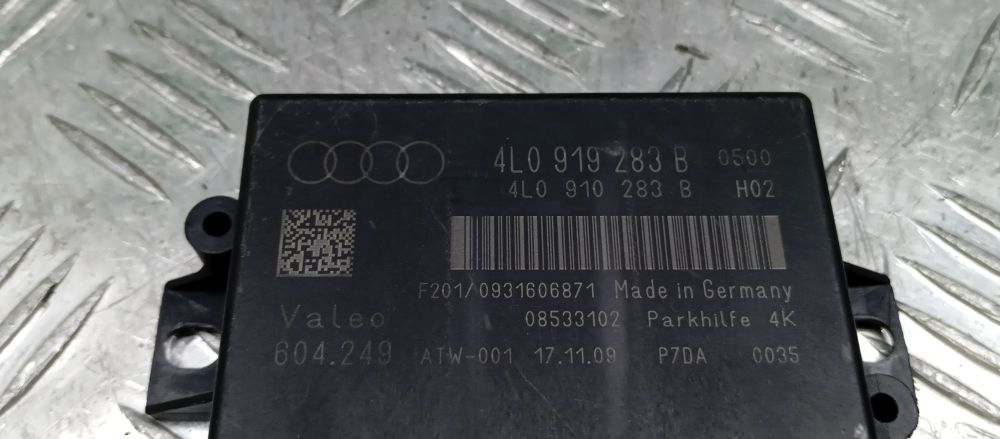 4L0 919 283 B 0500
4L0 910 283 B H02
F201/0931606871 Made in Germany
Valeo 08533102 Parkhilfe 4K
604.249 ATW-001 17.11.09 P7DA 0035